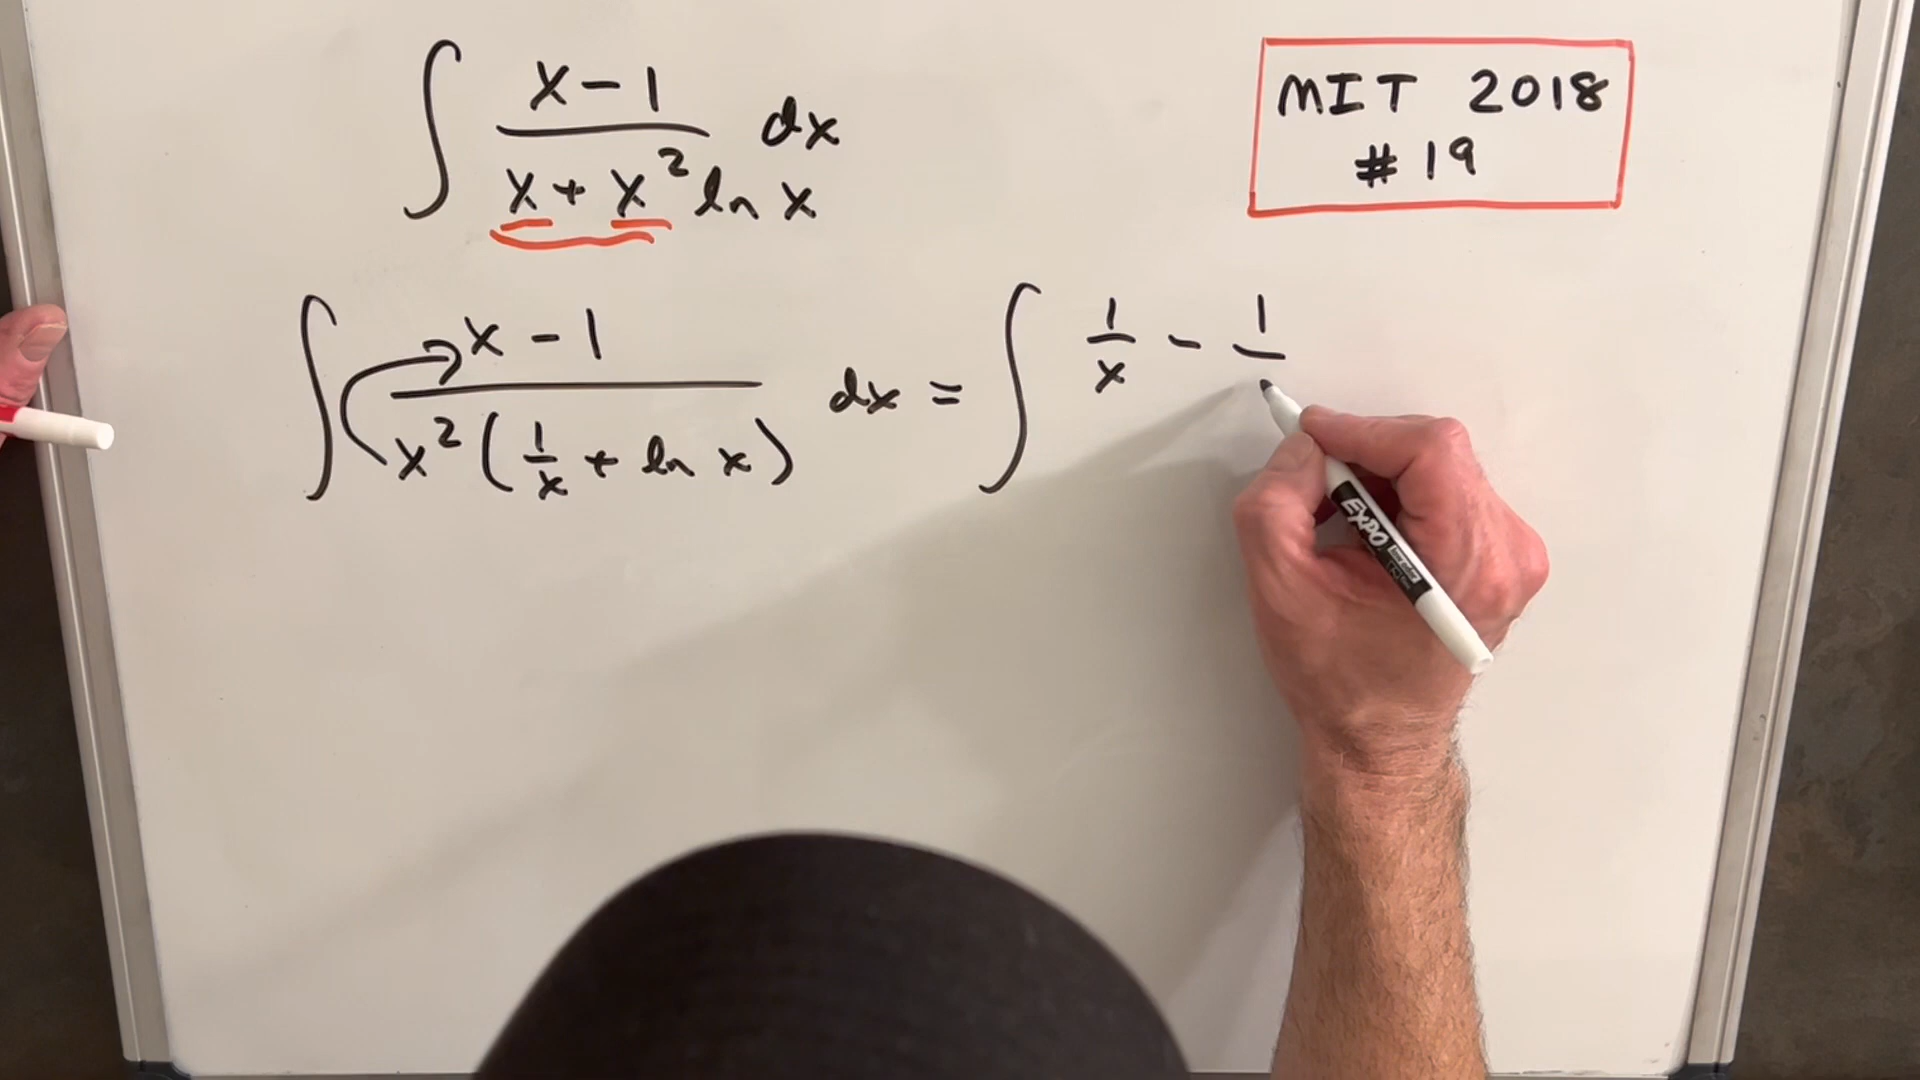 ∫ (x - 1)/(x + x² ln x) dx
MIT 2018
# 19
∫ (x - 1)/(x² (1/x + ln x)) dx = ∫ 1/x - 1/
EXPO